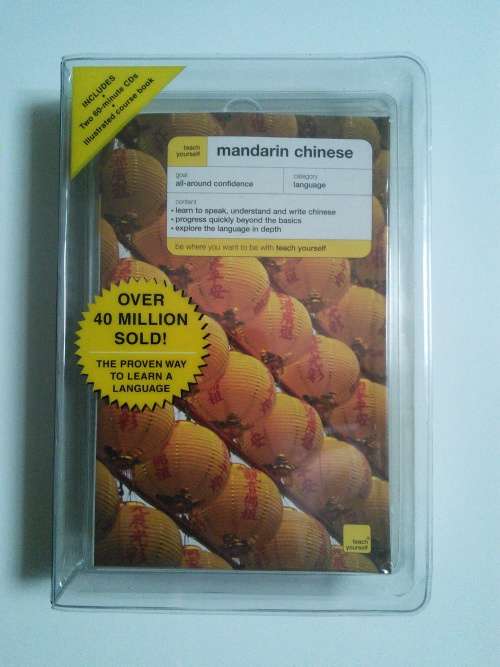 INCLUDES
• Two 60-minute CDs
• Illustrated course book
teach
yourself
mandarin chinese
goal
all-around confidence
category
language
content
• learn to speak, understand and write chinese
• progress quickly beyond the basics
• explore the language in depth
be where you want to be with teach yourself
OVER
40 MILLION
SOLD!
THE PROVEN WAY
TO LEARN A
LANGUAGE
teach
yourself